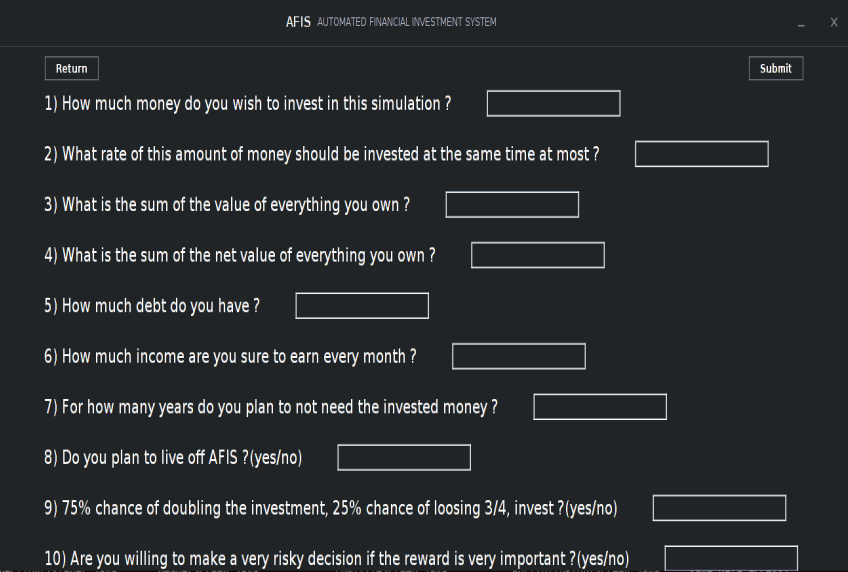 AFIS AUTOMATED FINANCIAL INVESTMENT SYSTEM _ X
Return Submit
1) How much money do you wish to invest in this simulation ?
2) What rate of this amount of money should be invested at the same time at most ?
3) What is the sum of the value of everything you own ?
4) What is the sum of the net value of everything you own ?
5) How much debt do you have ?
6) How much income are you sure to earn every month ?
7) For how many years do you plan to not need the invested money ?
8) Do you plan to live off AFIS ?(yes/no)
9) 75% chance of doubling the investment, 25% chance of loosing 3/4, invest ?(yes/no)
10) Are you willing to make a very risky decision if the reward is very important ?(yes/no)